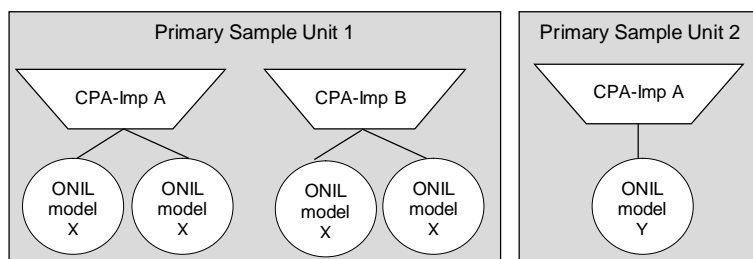 Primary Sample Unit 1
CPA-Imp A
CPA-Imp B
ONIL
model
X
ONIL
model
X
ONIL
model
X
ONIL
model
X
Primary Sample Unit 2
CPA-Imp A
ONIL
model
Y